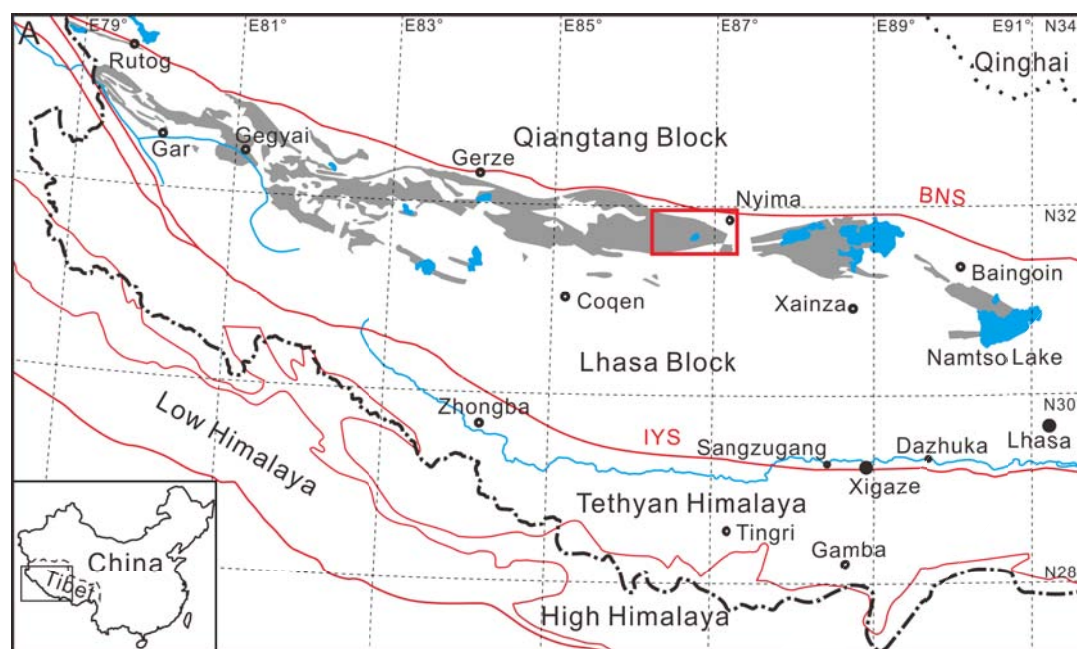 A
E79
E81
E83
E85
E87
E89°
E91°
N34
Rutog
Qinghai
Gar
Gegyai
Qiangtang Block
Gerze
Nyima
BNS
N32
Baingoin
Coqen
Xainza
Namtso Lake
Lhasa Block
Zhongba
N30
Low Himalaya
IYS
Sangzugang
Dazhuka
Lhasa
Xigaze
Tethyan Himalaya
Tingri
Gamba
N28
High Himalaya
China
Tibet